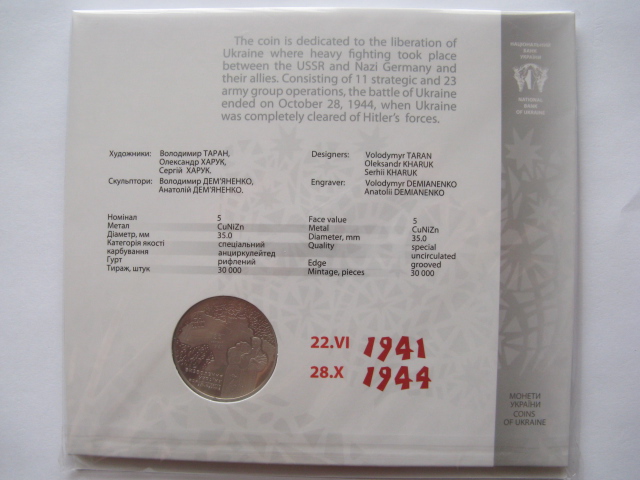 The coin is dedicated to the liberation of
Ukraine where heavy fighting took place
between the USSR and Nazi Germany and
their allies. Consisting of 11 strategic and 23
army group operations, the battle of Ukraine
ended on October 28, 1944, when Ukraine
was completely cleared of Hitler's forces.
НАЦІОНАЛЬНИЙ
БАНК
УКРАЇНИ
NATIONAL
BANK
OF UKRAINE
Художники: Володимир ТАРАН,
Олександр ХАРУК,
Сергій ХАРУК.
Скульптори: Володимир ДЕМ'ЯНЕНКО,
Анатолій ДЕМ'ЯНЕНКО.
Designers: Volodymyr TARAN
Oleksandr KHARUK
Serhii KHARUK
Engraver: Volodymyr DEMIANENKO
Anatolii DEMIANENKO
Номінал 5
Метал CuNiZn
Діаметр, мм 35.0
Категорія якості спеціальний
карбування анциркулейтед
Гурт рифлений
Тираж, штук 30 000
Face value 5
Metal CuNiZn
Diameter, mm 35.0
Quality special
uncirculated
Edge grooved
Mintage, pieces 30 000
22.VI 1941
28.X 1944
МОНЕТИ
УКРАЇНИ
COINS
OF UKRAINE